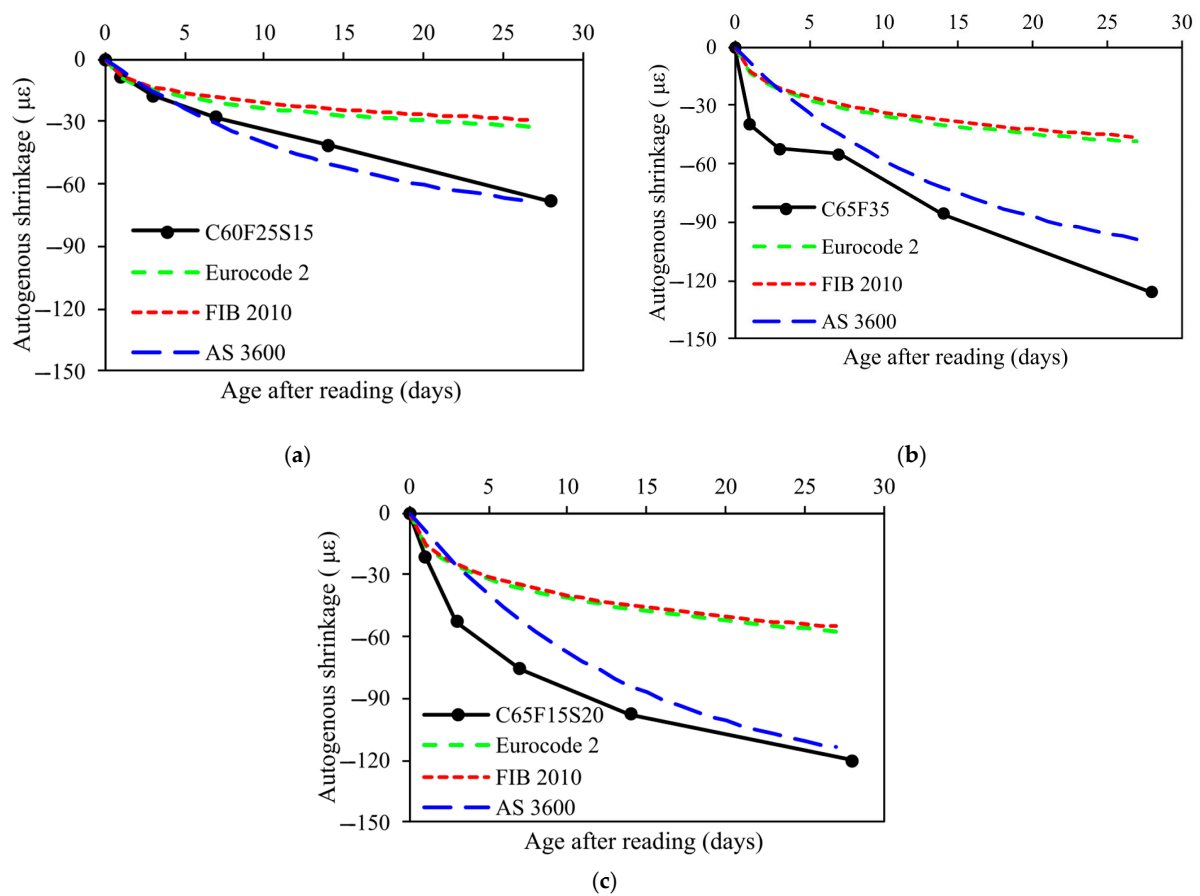 0 5 10 15 20 25 30
0
−30
−60
−90
−120
−150
Autogenous shrinkage ( με)
C60F25S15
Eurocode 2
FIB 2010
AS 3600
Age after reading (days)
(a)
0 5 10 15 20 25 30
0
−30
−60
−90
−120
−150
Autogenous shrinkage ( με)
C65F35
Eurocode 2
FIB 2010
AS 3600
Age after reading (days)
(b)
0 5 10 15 20 25 30
0
−30
−60
−90
−120
−150
Autogenous shrinkage ( με)
C65F15S20
Eurocode 2
FIB 2010
AS 3600
Age after reading (days)
(c)